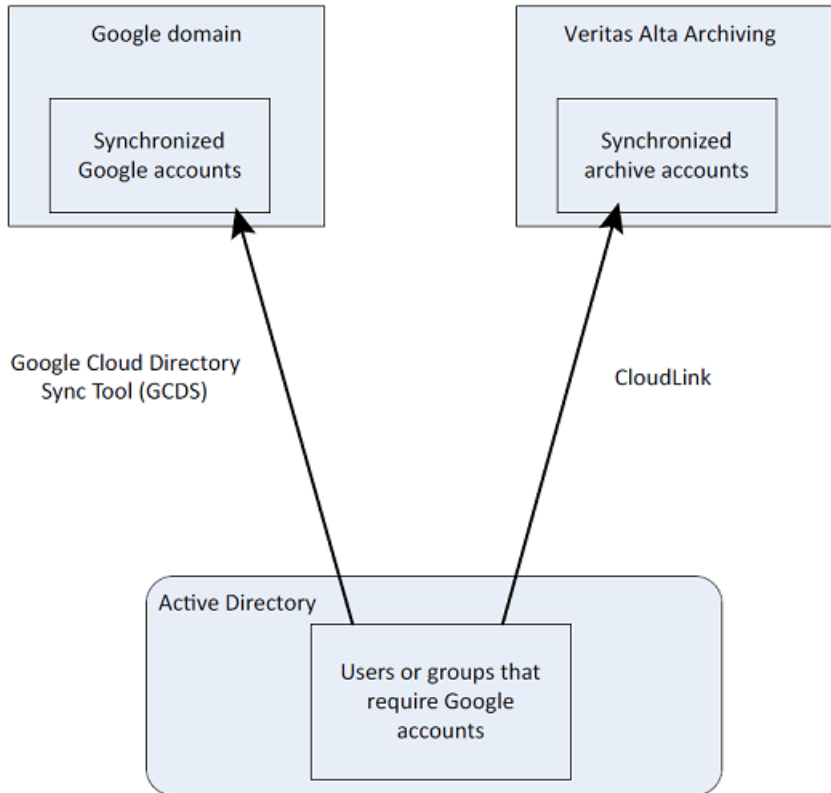 Google domain
Synchronized
Google accounts
Veritas Alta Archiving
Synchronized
archive accounts
Google Cloud Directory
Sync Tool (GCDS)
CloudLink
Active Directory
Users or groups that
require Google
accounts